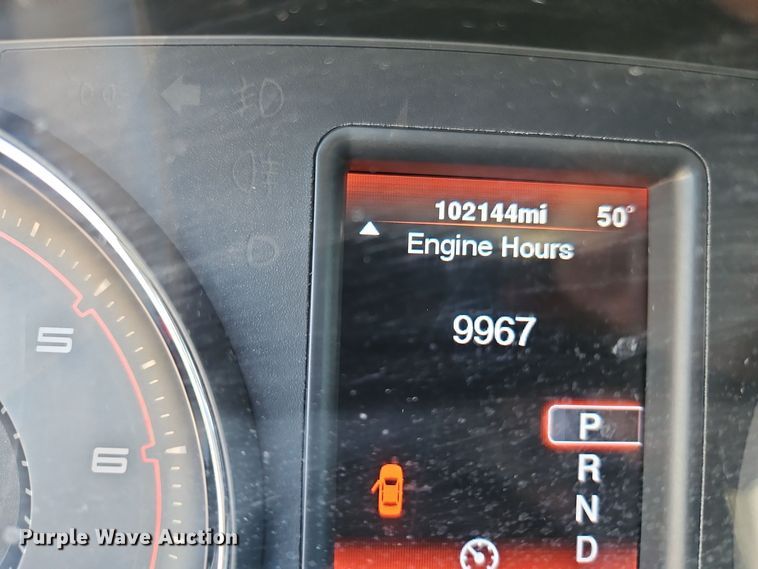 102144mi 50°
Engine Hours
9967
5
6
P
R
N
D
Purple Wave Auction